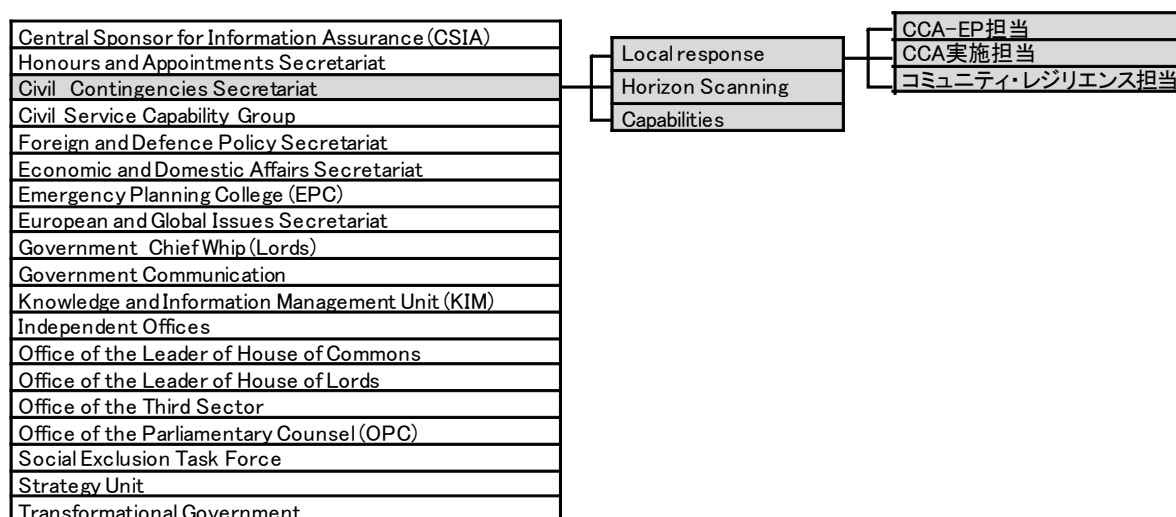 Central Sponsor for Information Assurance (CSIA)
Honours and Appointments Secretariat
Civil Contingencies Secretariat
Civil Service Capability Group
Foreign and Defence Policy Secretariat
Economic and Domestic Affairs Secretariat
Emergency Planning College (EPC)
European and Global Issues Secretariat
Government Chief Whip (Lords)
Government Communication
Knowledge and Information Management Unit (KIM)
Independent Offices
Office of the Leader of House of Commons
Office of the Leader of House of Lords
Office of the Third Sector
Office of the Parliamentary Counsel (OPC)
Social Exclusion Task Force
Strategy Unit
Transformational Government
Local response
Horizon Scanning
Capabilities
CCA-EP担当
CCA実施担当
コミュニティ・レジリエンス担当